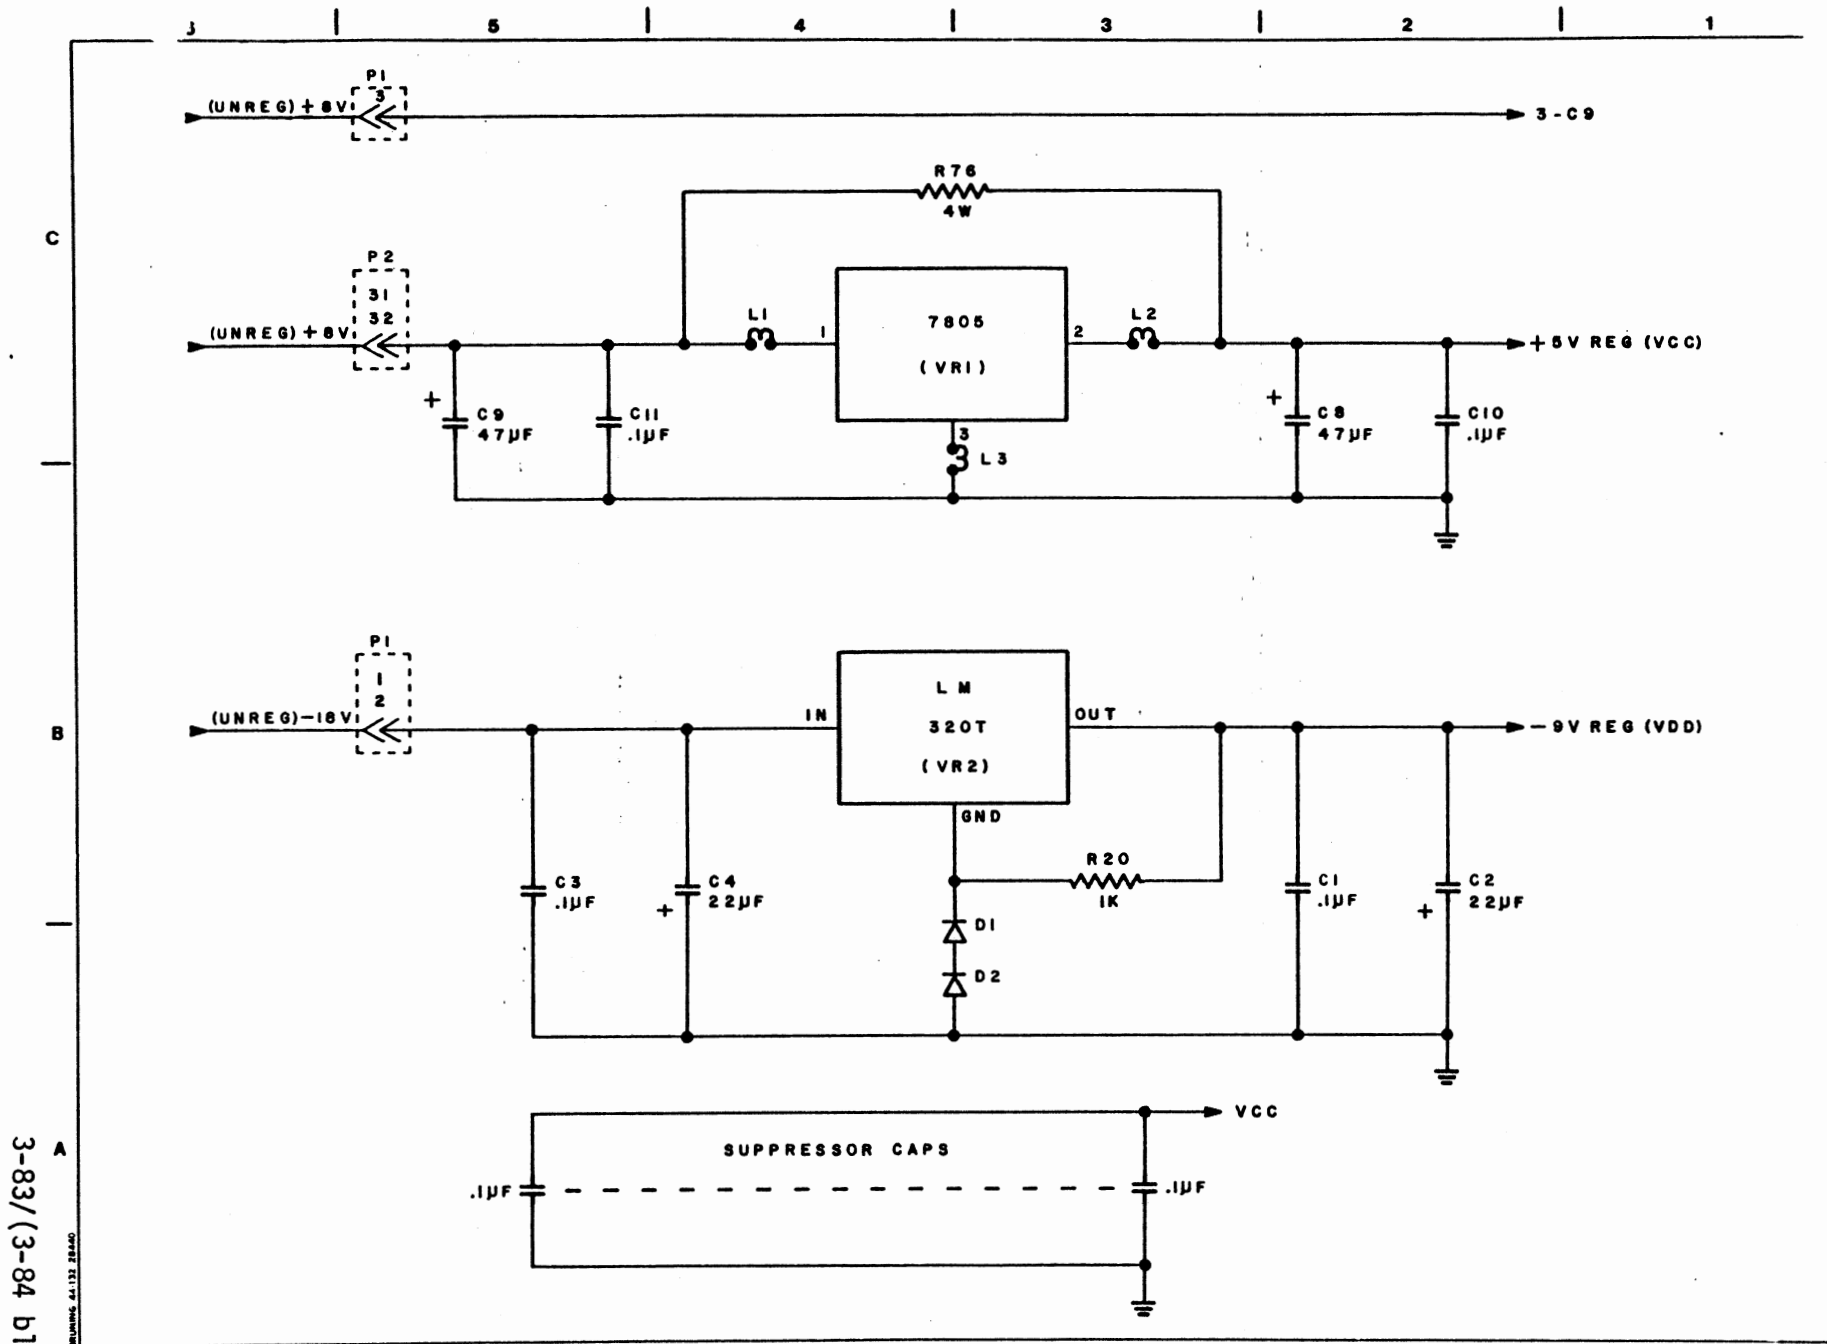 5 4 3 2 1
P1
3
(UNREG)+8V
3-C9
R76
4W
C
P2
31
32
(UNREG)+8V
L1
1
7805
(VR1)
2
L2
+5V REG (VCC)
+
C9
47µF
C11
.1µF
3
L3
+
C8
47µF
C10
.1µF
P1
1
2
(UNREG)-18V
B
IN
LM
320T
(VR2)
OUT
GND
-9V REG (VDD)
R20
1K
C3
.1µF
C4
22µF
+
D1
D2
C1
.1µF
C2
22µF
+
VCC
A
SUPPRESSOR CAPS
.1µF
.1µF
3-83/(3-84 bl